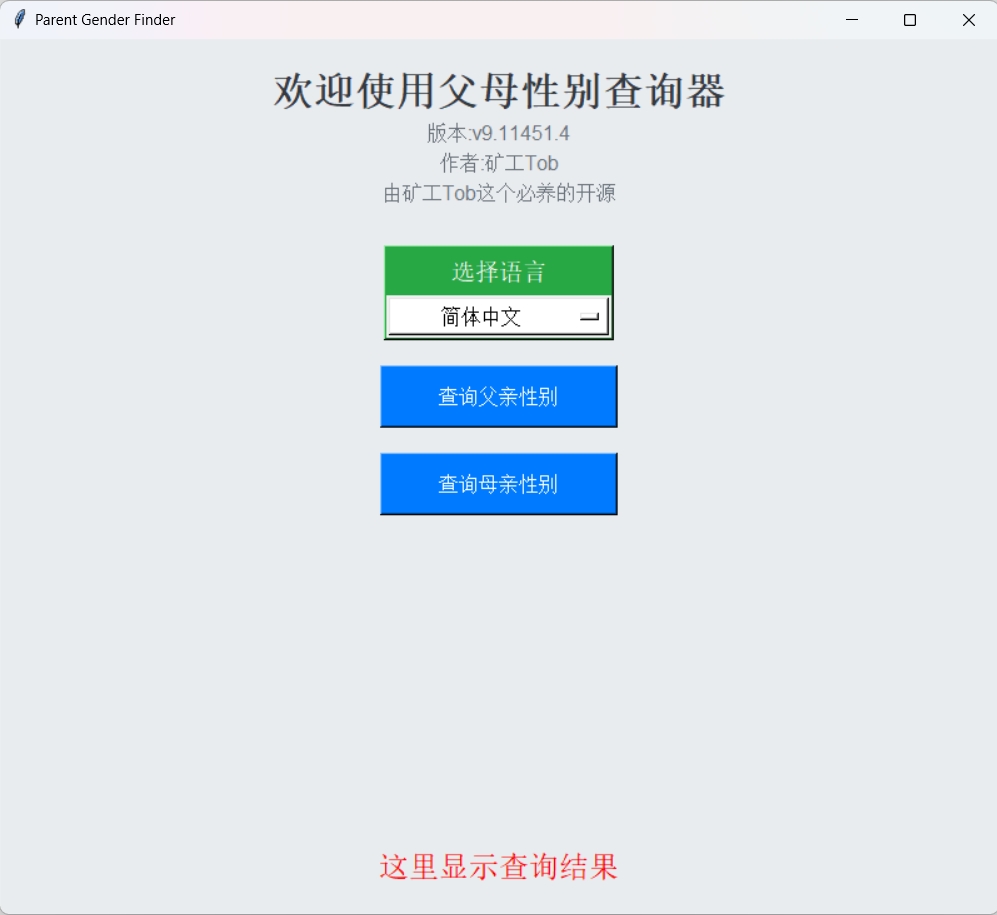 Parent Gender Finder
欢迎使用父母性别查询器
版本:v9.11451.4
作者:矿工Tob
由矿工Tob这个必养的开源
选择语言
简体中文
查询父亲性别
查询母亲性别
这里显示查询结果